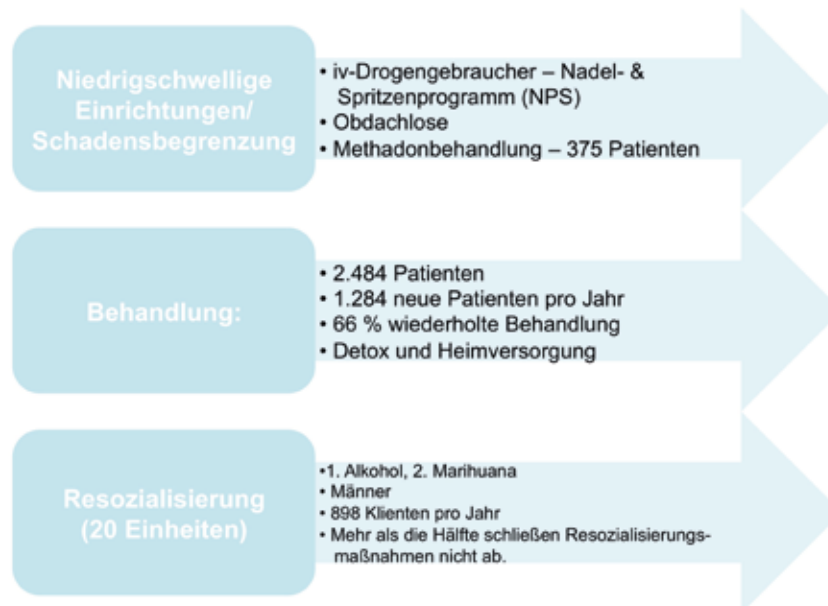 Niedrigschwellige
Einrichtungen/
Schadensbegrenzung
• iv-Drogengebraucher – Nadel- &
Spritzenprogramm (NPS)
• Obdachlose
• Methadonbehandlung – 375 Patienten
Behandlung:
• 2.484 Patienten
• 1.284 neue Patienten pro Jahr
• 66 % wiederholte Behandlung
• Detox und Heimversorgung
Resozialisierung
(20 Einheiten)
•1. Alkohol, 2. Marihuana
• Männer
• 898 Klienten pro Jahr
• Mehr als die Hälfte schließen Resozialisierungs-
maßnahmen nicht ab.